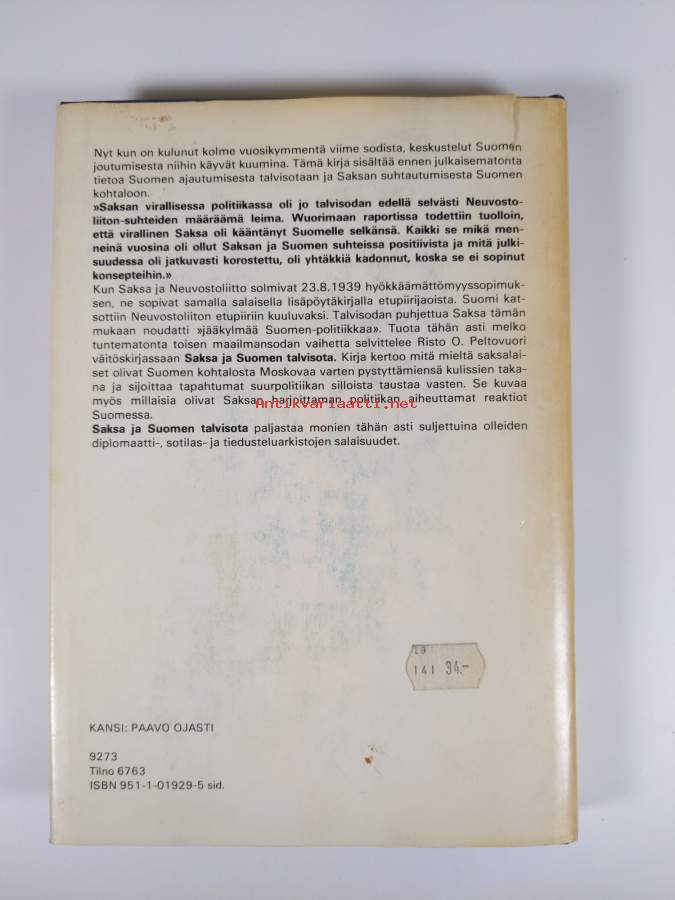 Nyt kun on kulunut kolme vuosikymmentä viime sodista, keskustelut Suomen
joutumisesta niihin käyvät kuumina. Tämä kirja sisältää ennen julkaisematonta
tietoa Suomen ajautumisesta talvisotaan ja Saksan suhtautumisesta Suomen
kohtaloon.
»Saksan virallisessa politiikassa oli jo talvisodan edellä selvästi Neuvosto-
liiton-suhteiden määräämä leima. Wuorimaan raportissa todettiin tuolloin,
että virallinen Saksa oli kääntänyt Suomelle selkänsä. Kaikki se mikä men-
neinä vuosina oli ollut Saksan ja Suomen suhteissa positiivista ja mitä julki-
suudessa oli jatkuvasti korostettu, oli yhtäkkiä kadonnut, koska se ei sopinut
konsepteihin.»
Kun Saksa ja Neuvostoliitto solmivat 23.8.1939 hyökkäämättömyyssopimuk-
sen, ne sopivat samalla salaisella lisäpöytäkirjalla etupiirijaoista. Suomi kat-
sottiin Neuvostoliiton etupiiriin kuuluvaksi. Talvisodan puhjettua Saksa tämän
mukaan noudatti »jääkylmää Suomen-politiikkaa». Tuota tähän asti melko
tuntematonta toisen maailmansodan vaihetta selvittelee Risto O. Peltovuori
väitöskirjassaan Saksa ja Suomen talvisota. Kirja kertoo mitä mieltä saksalai-
set olivat Suomen kohtalosta Moskovaa varten pystyttämiensä kulissien taka-
na ja sijoittaa tapahtumat suurpolitiikan silloista taustaa vasten. Se kuvaa
myös millaisia olivat Saksan harjoittaman politiikan aiheuttamat reaktiot
Suomessa.
Antikvariaatti.net
Saksa ja Suomen talvisota paljastaa monien tähän asti suljettuina olleiden
diplomaatti-, sotilas- ja tiedusteluarkistojen salaisuudet.
141 34.-
KANSI: PAAVO OJASTI
9273
Tilno 6763
ISBN 951-1-01929-5 sid.